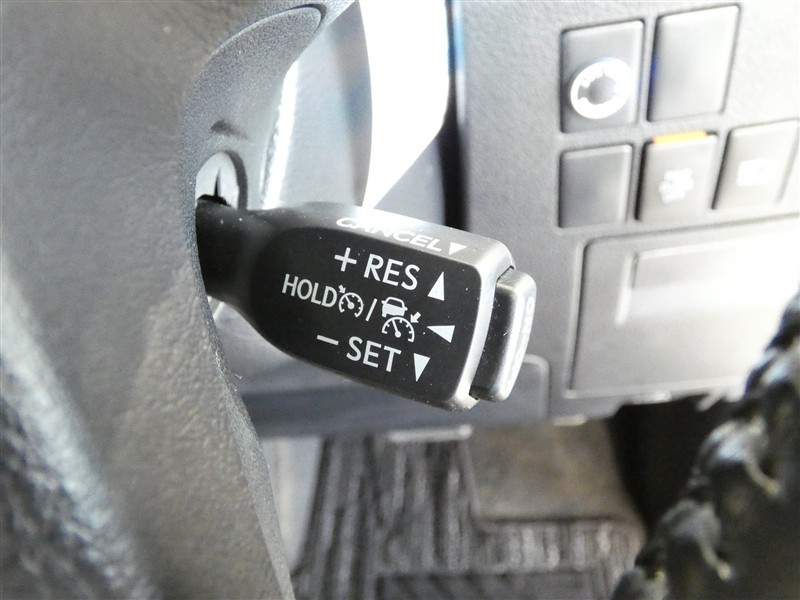 CANCEL▼
+ RES ▲
HOLD / ◀
− SET ▼